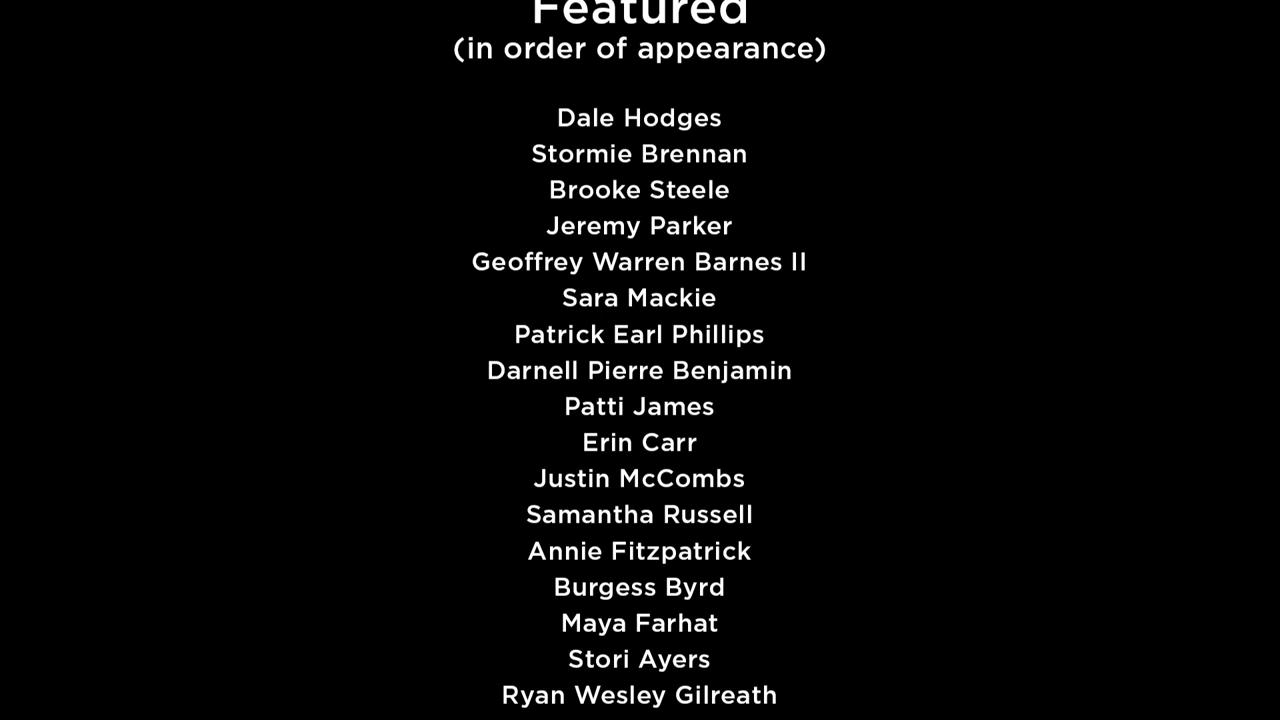 Featured
(in order of appearance)
Dale Hodges
Stormie Brennan
Brooke Steele
Jeremy Parker
Geoffrey Warren Barnes II
Sara Mackie
Patrick Earl Phillips
Darnell Pierre Benjamin
Patti James
Erin Carr
Justin McCombs
Samantha Russell
Annie Fitzpatrick
Burgess Byrd
Maya Farhat
Stori Ayers
Ryan Wesley Gilreath